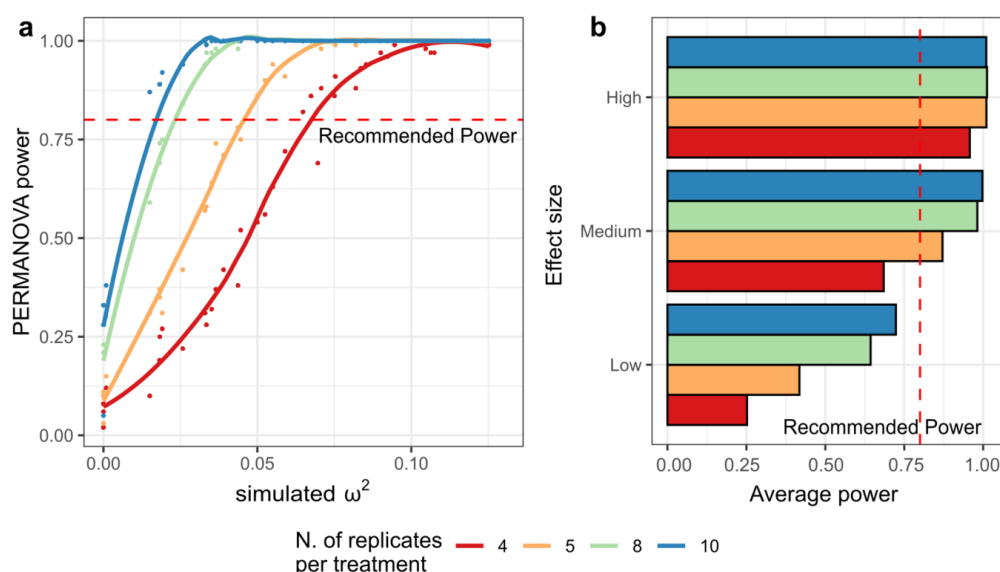 a
PERMANOVA power
1.00
0.75
0.50
0.25
0.00
Recommended Power
0.00 0.05 0.10
simulated ω²
b
Effect size
High
Medium
Low
Recommended Power
0.00 0.25 0.50 0.75 1.00
Average power
N. of replicates
per treatment
4 5 8 10